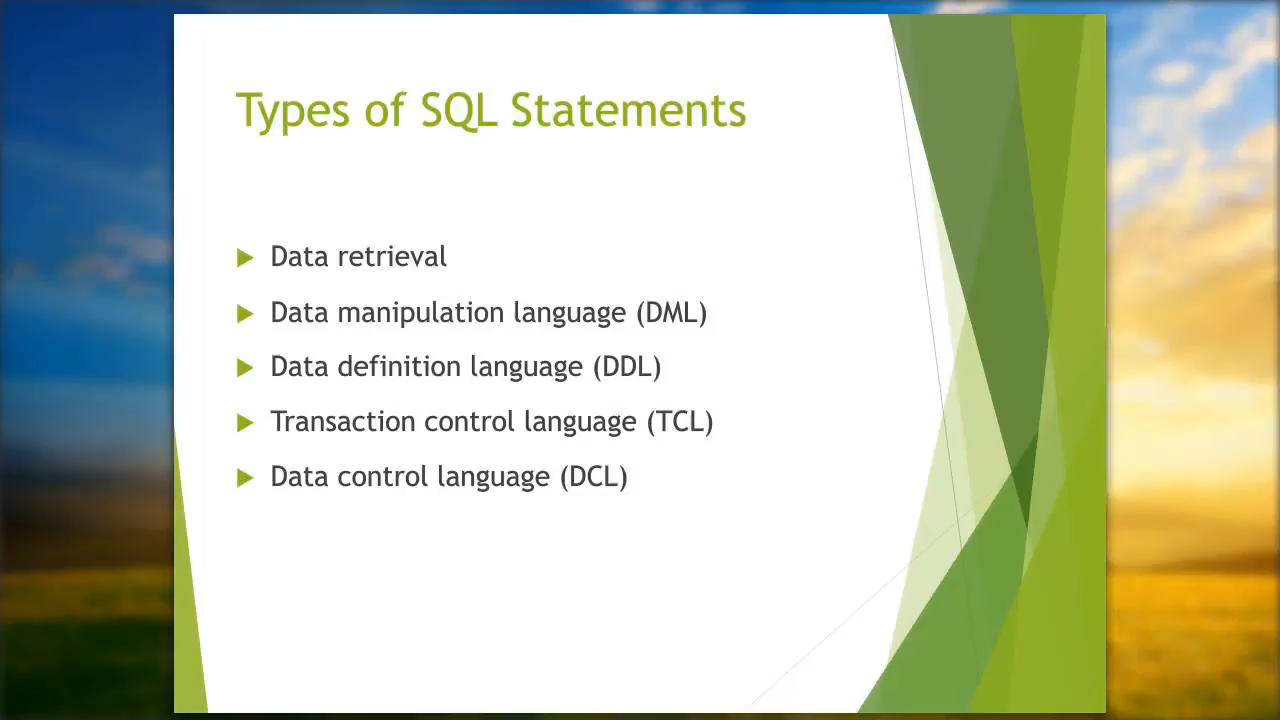 Types of SQL Statements
Data retrieval
Data manipulation language (DML)
Data definition language (DDL)
Transaction control language (TCL)
Data control language (DCL)